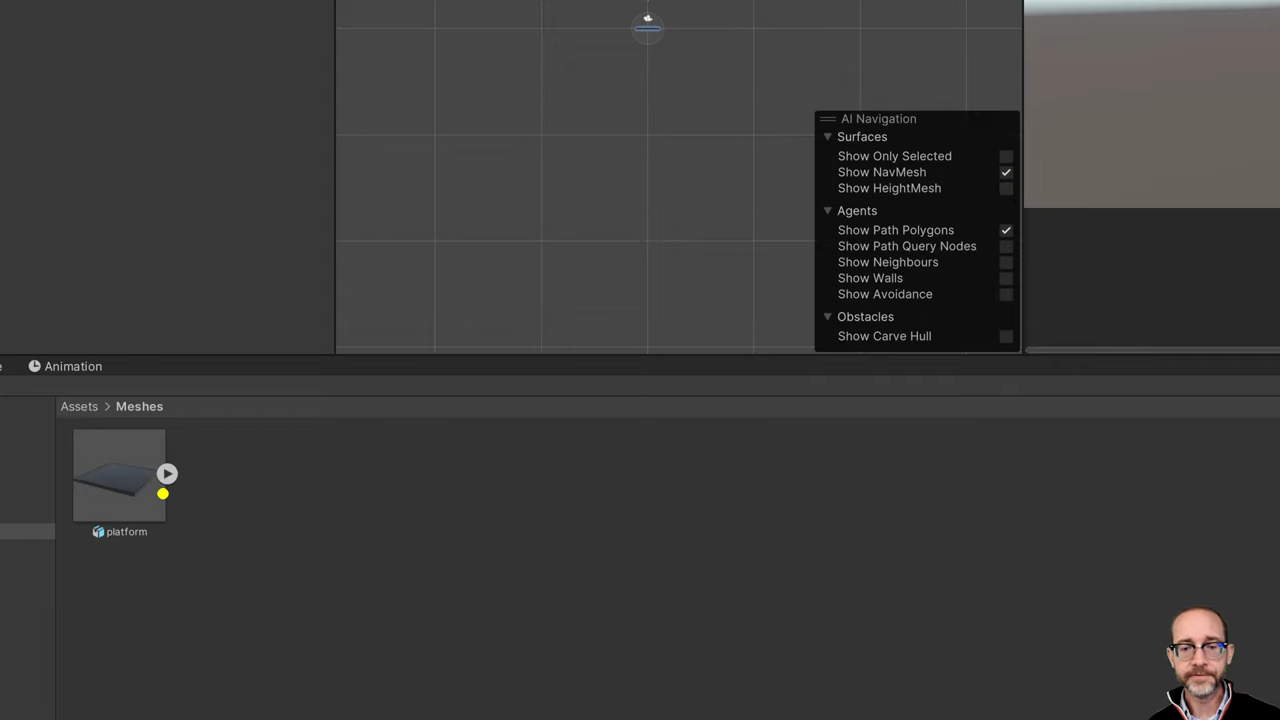 AI Navigation
Surfaces
Show Only Selected
Show NavMesh
Show HeightMesh
Agents
Show Path Polygons
Show Path Query Nodes
Show Neighbours
Show Walls
Show Avoidance
Obstacles
Show Carve Hull
Animation
Assets > Meshes
platform